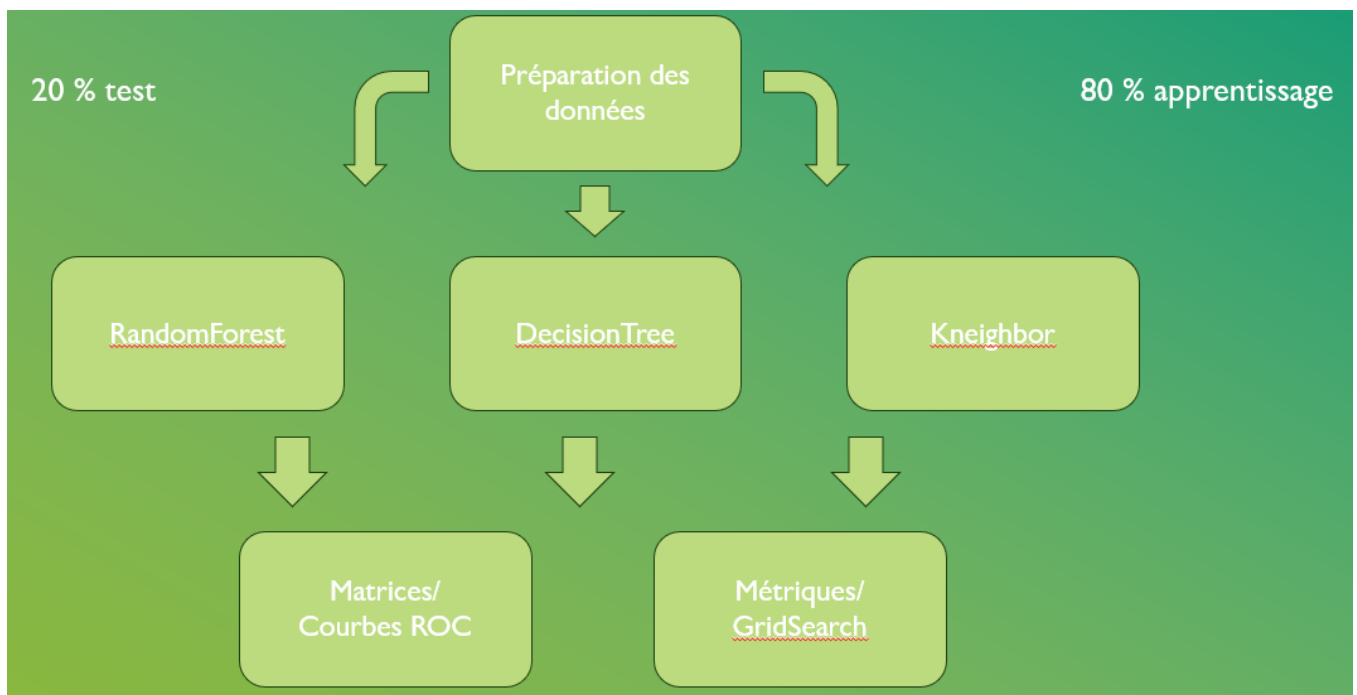 20 % test
Préparation des
données
80 % apprentissage
RandomForest
DecisionTree
Kneighbor
Matrices/
Courbes ROC
Métriques/
GridSearch